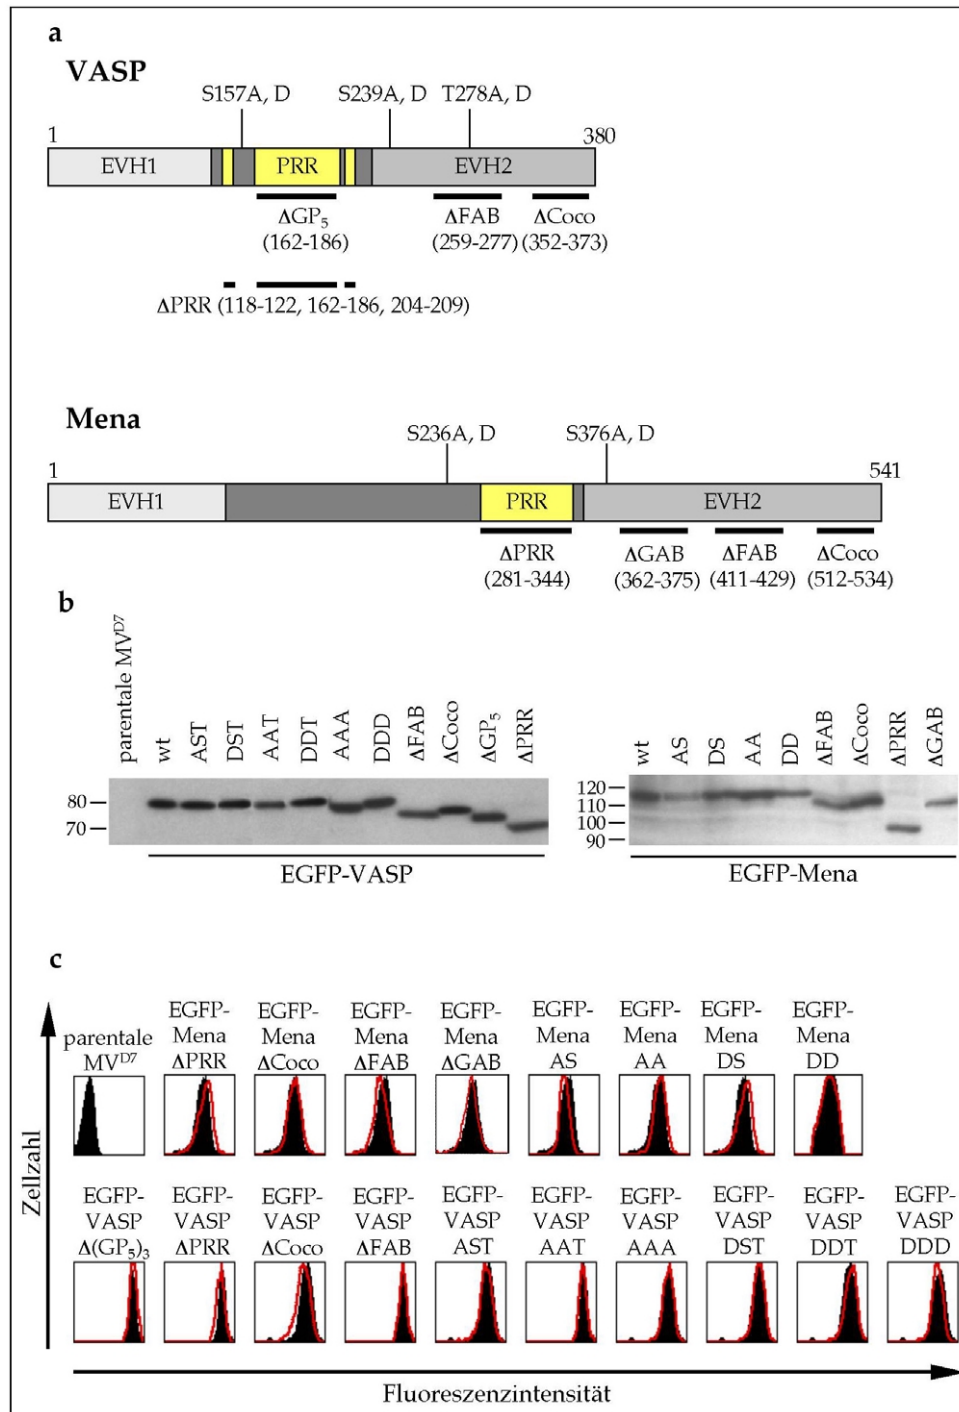 a
VASP
S157A, D S239A, D T278A, D
1 380
EVH1 PRR EVH2
ΔGP₅ ΔFAB ΔCoco
(162-186) (259-277) (352-373)
ΔPRR (118-122, 162-186, 204-209)
Mena
S236A, D S376A, D
1 541
EVH1 PRR EVH2
ΔPRR ΔGAB ΔFAB ΔCoco
(281-344) (362-375) (411-429) (512-534)
b
parentale MVᴰ⁷ wt AST DST AAT DDT AAA DDD ΔFAB ΔCoco ΔGP₅ ΔPRR
80
70
EGFP-VASP
wt AS DS AA DD ΔFAB ΔCoco ΔPRR ΔGAB
120
110
100
90
EGFP-Mena
c
Zellzahl
parentale MVᴰ⁷
EGFP-Mena ΔPRR
EGFP-Mena ΔCoco
EGFP-Mena ΔFAB
EGFP-Mena ΔGAB
EGFP-Mena AS
EGFP-Mena AA
EGFP-Mena DS
EGFP-Mena DD
EGFP-VASP Δ(GP₅)₃
EGFP-VASP ΔPRR
EGFP-VASP ΔCoco
EGFP-VASP ΔFAB
EGFP-VASP AST
EGFP-VASP AAT
EGFP-VASP AAA
EGFP-VASP DST
EGFP-VASP DDT
EGFP-VASP DDD
Fluoreszenzintensität